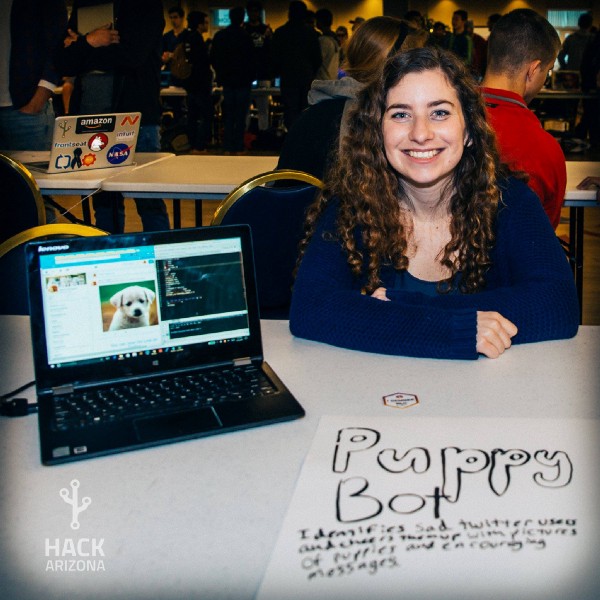 amazon
intuit
frontseat
NASA
lenovo
Puppy
Bot
Identifies Sad twitter users
and cheers them up with pictures
of puppies and encouraging
messages.
HACK
ARIZONA